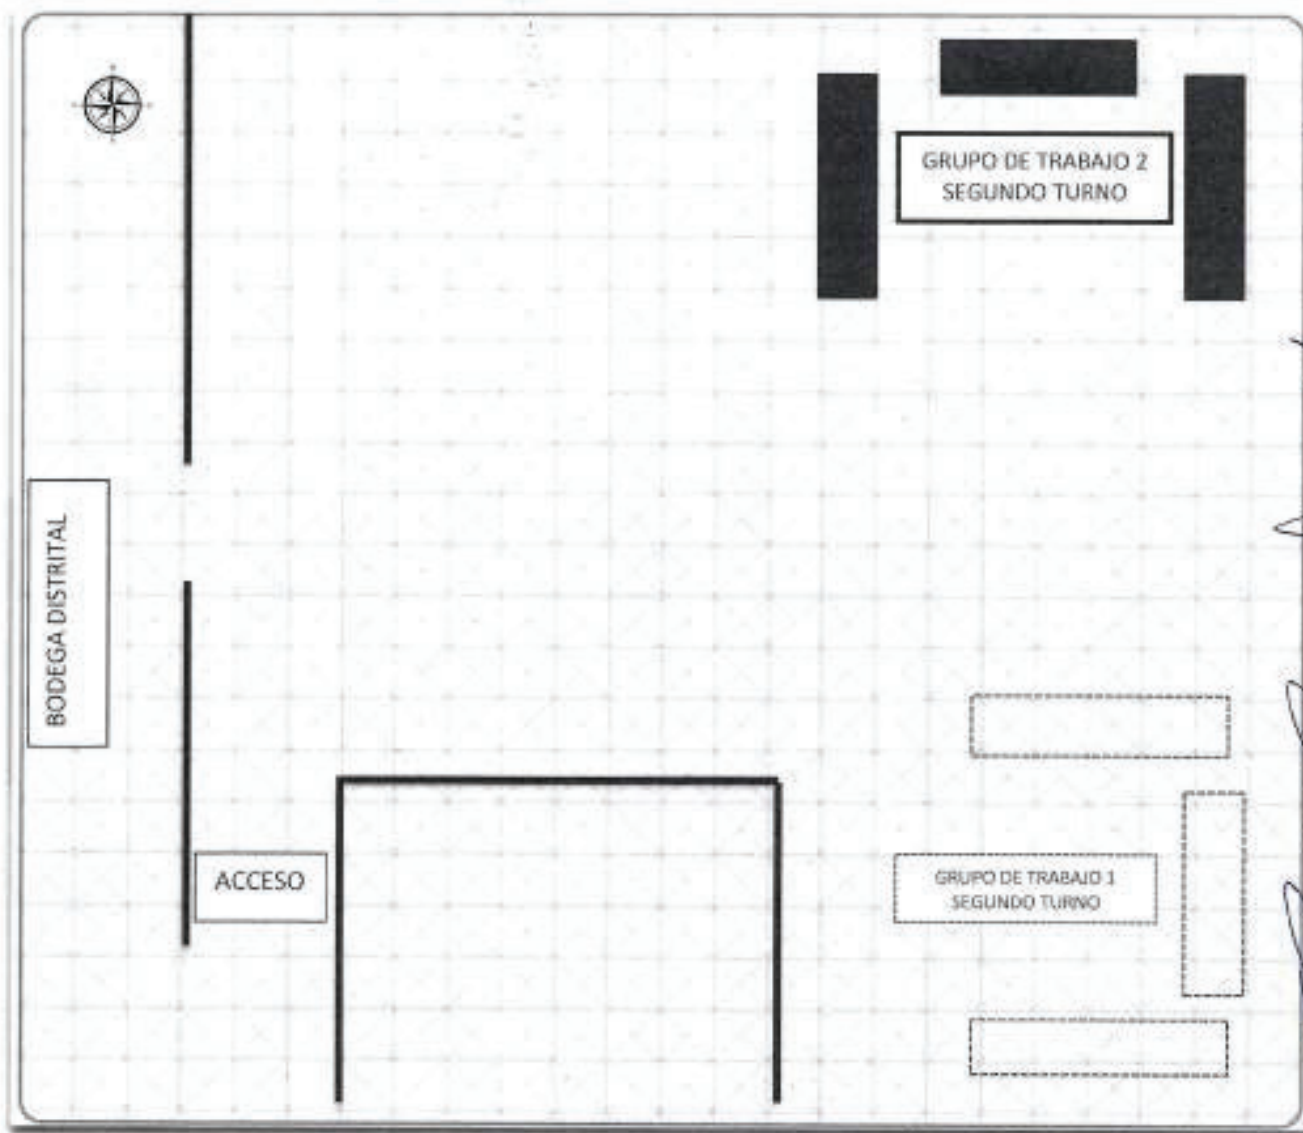 GRUPO DE TRABAJO 2
SEGUNDO TURNO
BODEGA DISTRITAL
ACCESO
GRUPO DE TRABAJO 1
SEGUNDO TURNO